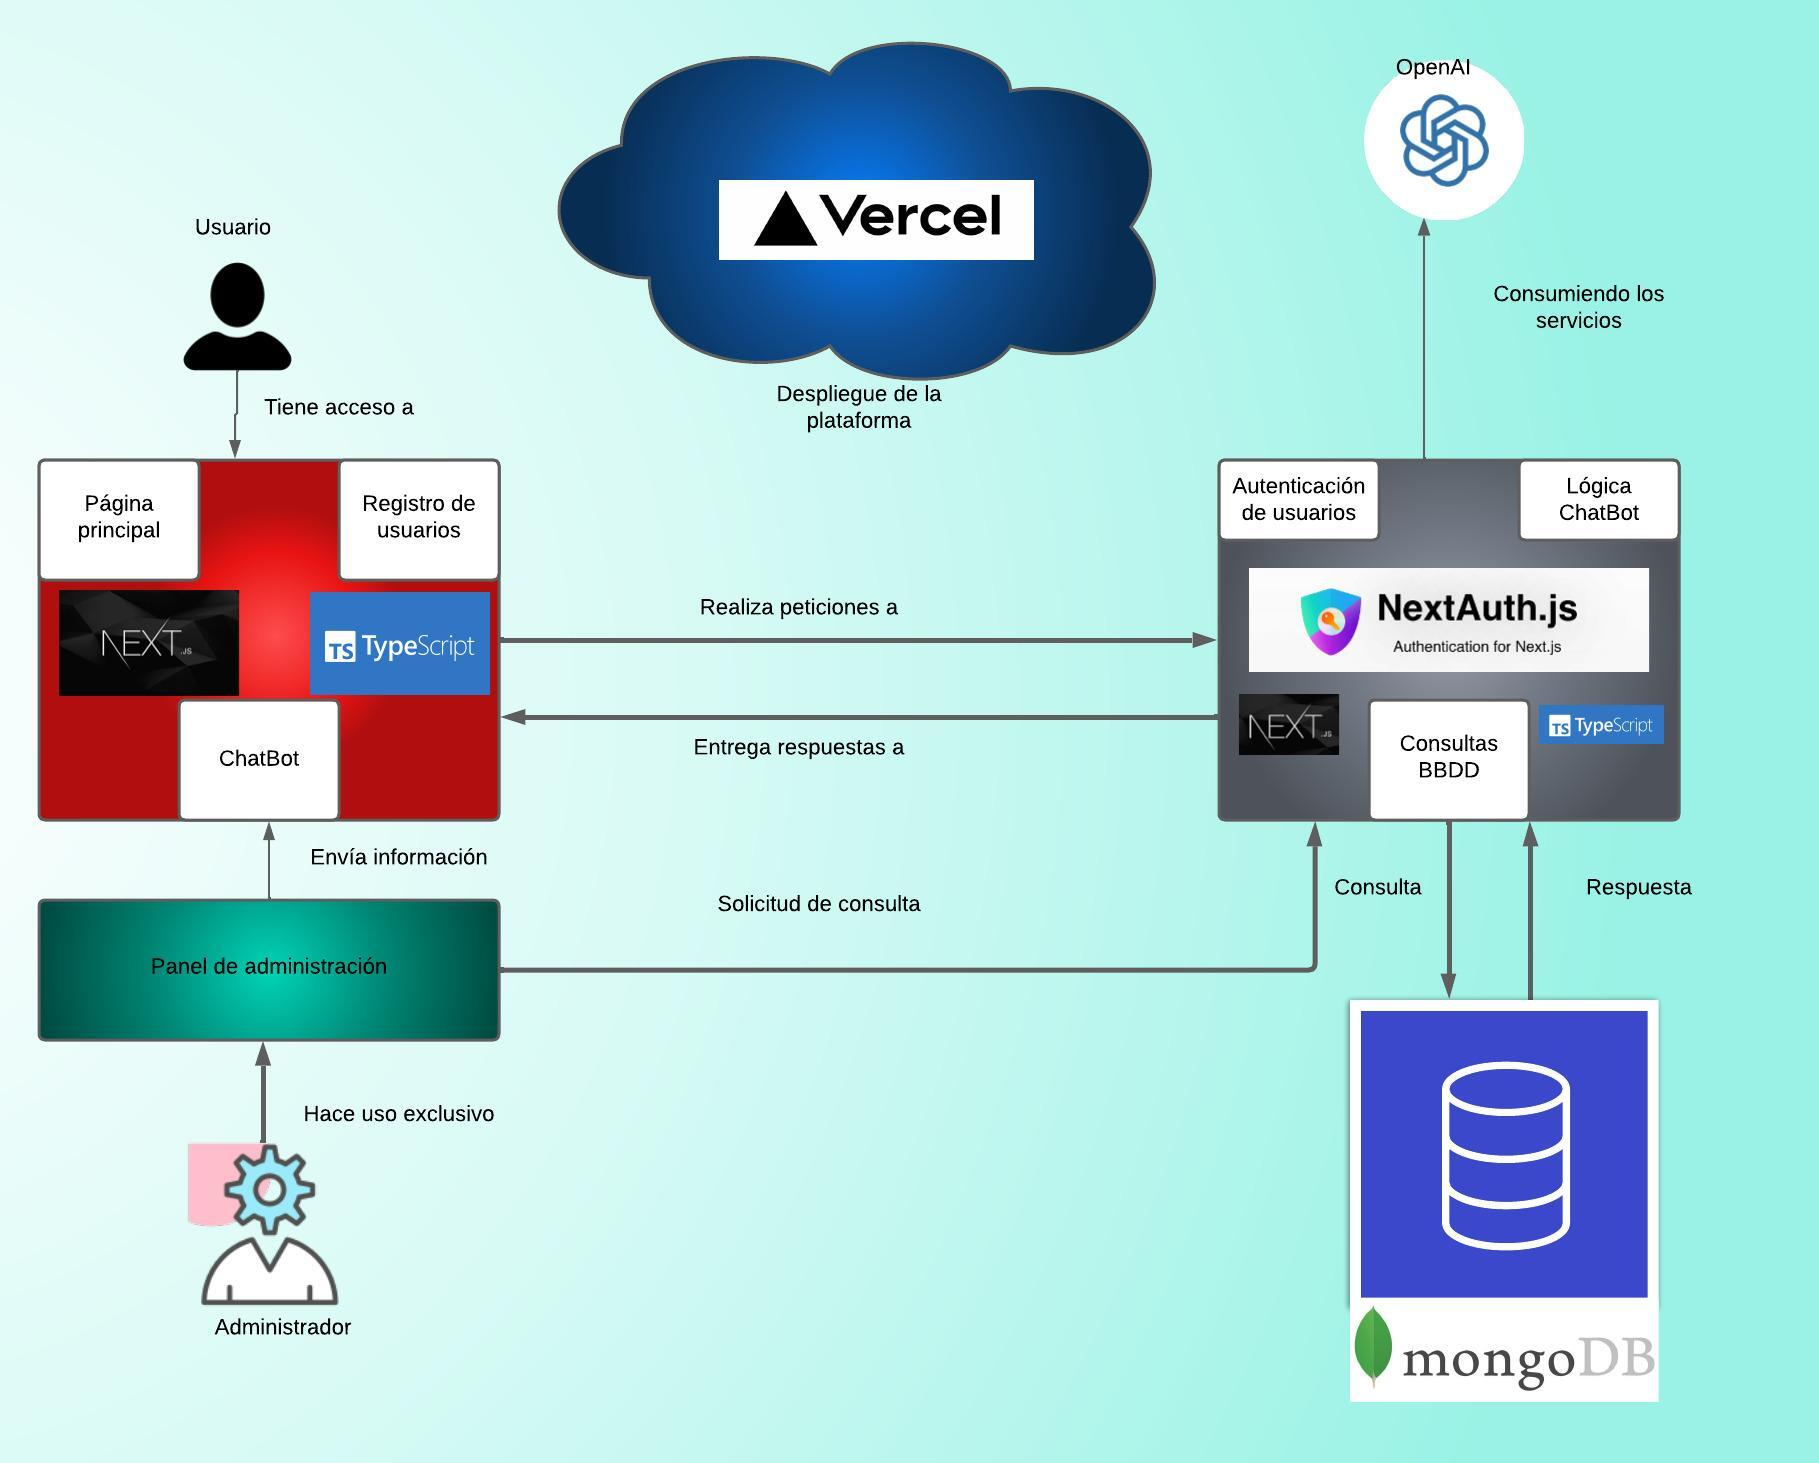 OpenAI
Vercel
Usuario
Consumiendo los
servicios
Tiene acceso a
Despliegue de la
plataforma
Página
principal
Registro de
usuarios
NEXT.JS
TS TypeScript
ChatBot
Realiza peticiones a
Entrega respuestas a
Autenticación
de usuarios
Lógica
ChatBot
NextAuth.js
Authentication for Next.js
NEXT.JS
Consultas
BBDD
TS TypeScript
Envía información
Solicitud de consulta
Consulta
Respuesta
Panel de administración
Hace uso exclusivo
Administrador
mongoDB